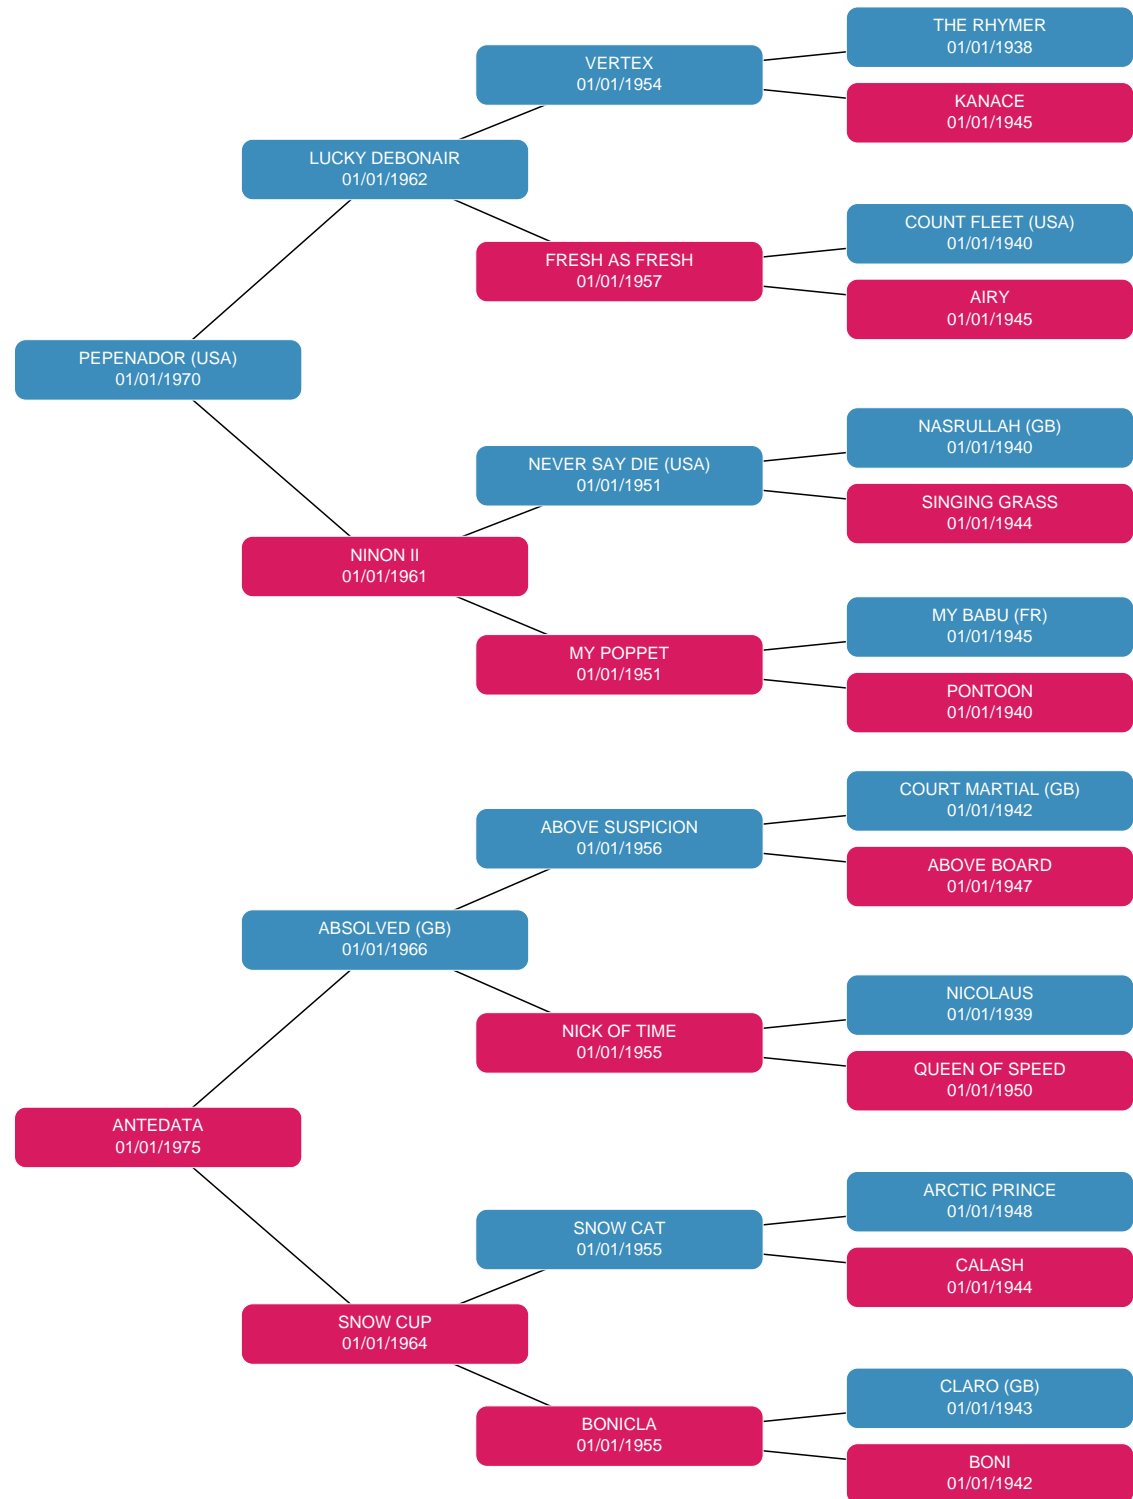 THE RHYMER
01/01/1938
VERTEX
01/01/1954
KANACE
01/01/1945
LUCKY DEBONAIR
01/01/1962
COUNT FLEET (USA)
01/01/1940
FRESH AS FRESH
01/01/1957
AIRY
01/01/1945
PEPENADOR (USA)
01/01/1970
NASRULLAH (GB)
01/01/1940
NEVER SAY DIE (USA)
01/01/1951
SINGING GRASS
01/01/1944
NINON II
01/01/1961
MY BABU (FR)
01/01/1945
MY POPPET
01/01/1951
PONTOON
01/01/1940
COURT MARTIAL (GB)
01/01/1942
ABOVE SUSPICION
01/01/1956
ABOVE BOARD
01/01/1947
ABSOLVED (GB)
01/01/1966
NICOLAUS
01/01/1939
NICK OF TIME
01/01/1955
QUEEN OF SPEED
01/01/1950
ANTEDATA
01/01/1975
ARCTIC PRINCE
01/01/1948
SNOW CAT
01/01/1955
CALASH
01/01/1944
SNOW CUP
01/01/1964
CLARO (GB)
01/01/1943
BONICLA
01/01/1955
BONI
01/01/1942